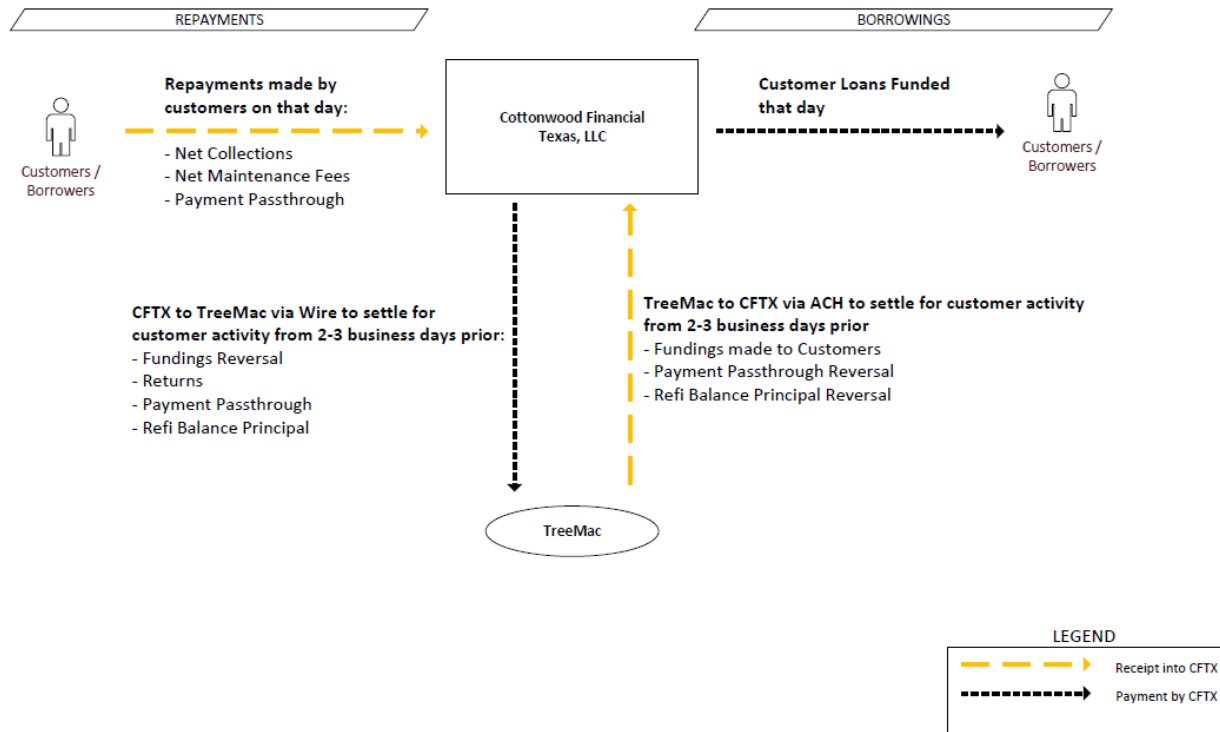 REPAYMENTS
BORROWINGS
Repayments made by
customers on that day:
- Net Collections
- Net Maintenance Fees
- Payment Passthrough
Customers /
Borrowers
Cottonwood Financial
Texas, LLC
Customer Loans Funded
that day
Customers /
Borrowers
CFTX to TreeMac via Wire to settle for
customer activity from 2-3 business days prior:
- Fundings Reversal
- Returns
- Payment Passthrough
- Refi Balance Principal
TreeMac to CFTX via ACH to settle for customer activity
from 2-3 business days prior
- Fundings made to Customers
- Payment Passthrough Reversal
- Refi Balance Principal Reversal
TreeMac
LEGEND
Receipt into CFTX
Payment by CFTX